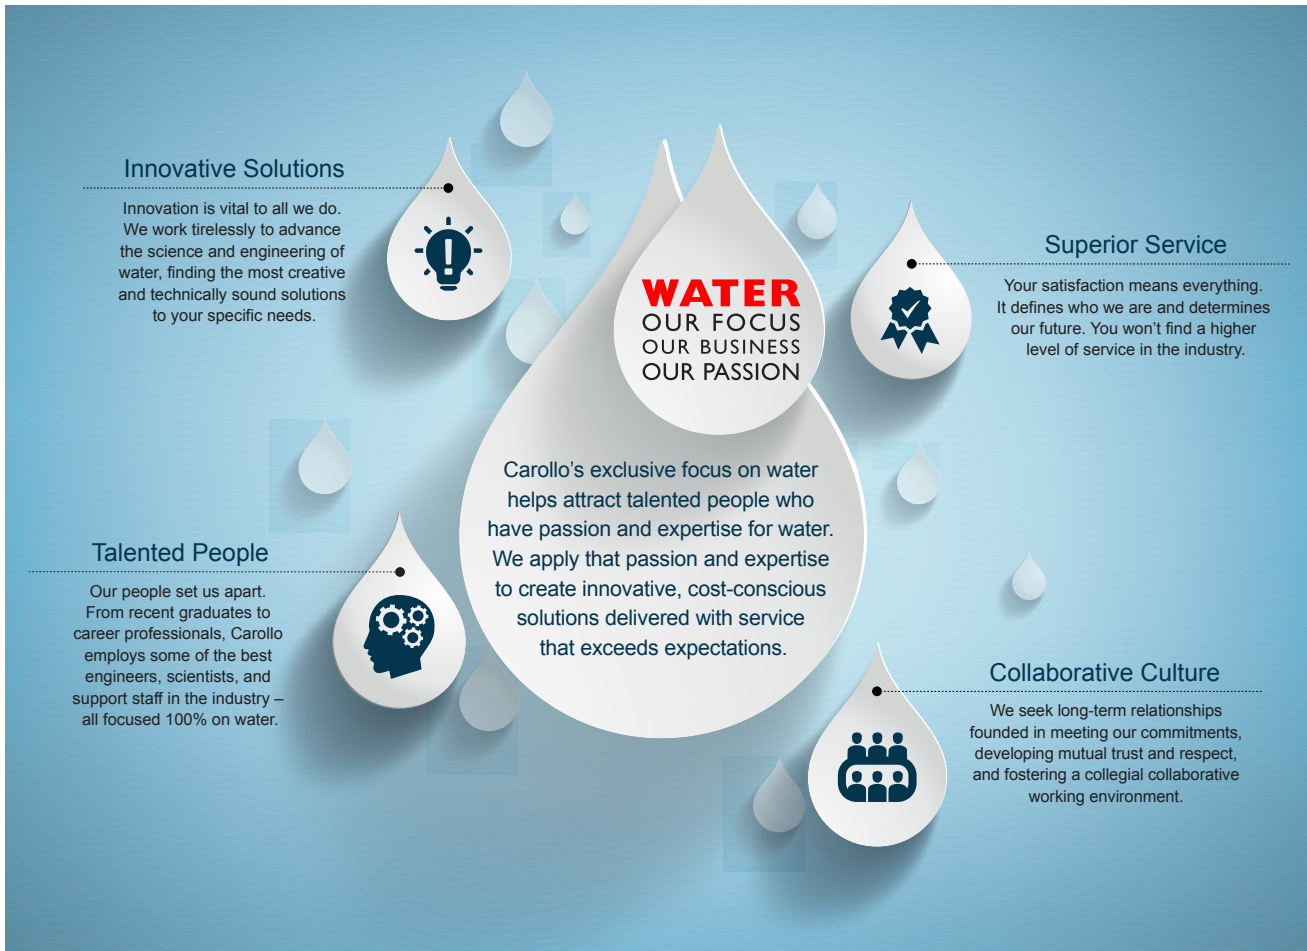 Innovative Solutions
Innovation is vital to all we do.
We work tirelessly to advance
the science and engineering of
water, finding the most creative
and technically sound solutions
to your specific needs.
WATER
OUR FOCUS
OUR BUSINESS
OUR PASSION
Superior Service
Your satisfaction means everything.
It defines who we are and determines
our future. You won’t find a higher
level of service in the industry.
Carollo’s exclusive focus on water
helps attract talented people who
have passion and expertise for water.
We apply that passion and expertise
to create innovative, cost-conscious
solutions delivered with service
that exceeds expectations.
Talented People
Our people set us apart.
From recent graduates to
career professionals, Carollo
employs some of the best
engineers, scientists, and
support staff in the industry –
all focused 100% on water.
Collaborative Culture
We seek long-term relationships
founded in meeting our commitments,
developing mutual trust and respect,
and fostering a collegial collaborative
working environment.